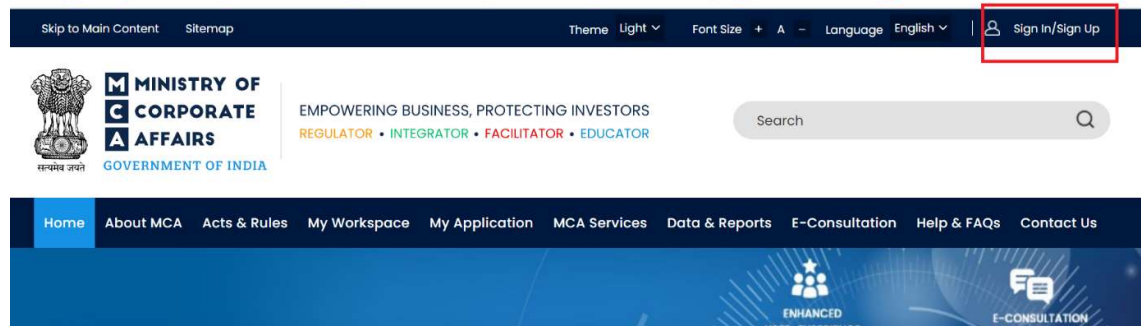 Skip to Main Content Sitemap Theme Light Font Size + A - Language English Sign In/Sign Up
M MINISTRY OF
C CORPORATE
A AFFAIRS
GOVERNMENT OF INDIA
सत्यमेव जयते
EMPOWERING BUSINESS, PROTECTING INVESTORS
REGULATOR • INTEGRATOR • FACILITATOR • EDUCATOR
Search
Home About MCA Acts & Rules My Workspace My Application MCA Services Data & Reports E-Consultation Help & FAQs Contact Us
ENHANCED
E-CONSULTATION